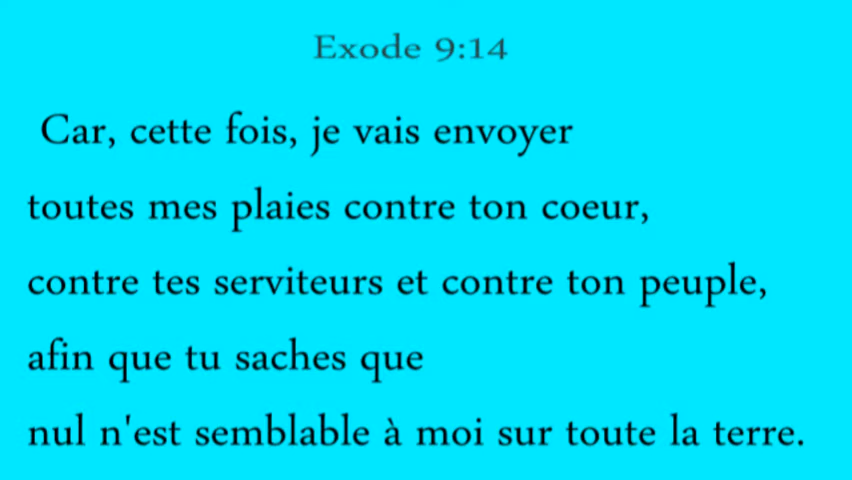 Exode 9:14
Car, cette fois, je vais envoyer
toutes mes plaies contre ton coeur,
contre tes serviteurs et contre ton peuple,
afin que tu saches que
nul n'est semblable à moi sur toute la terre.